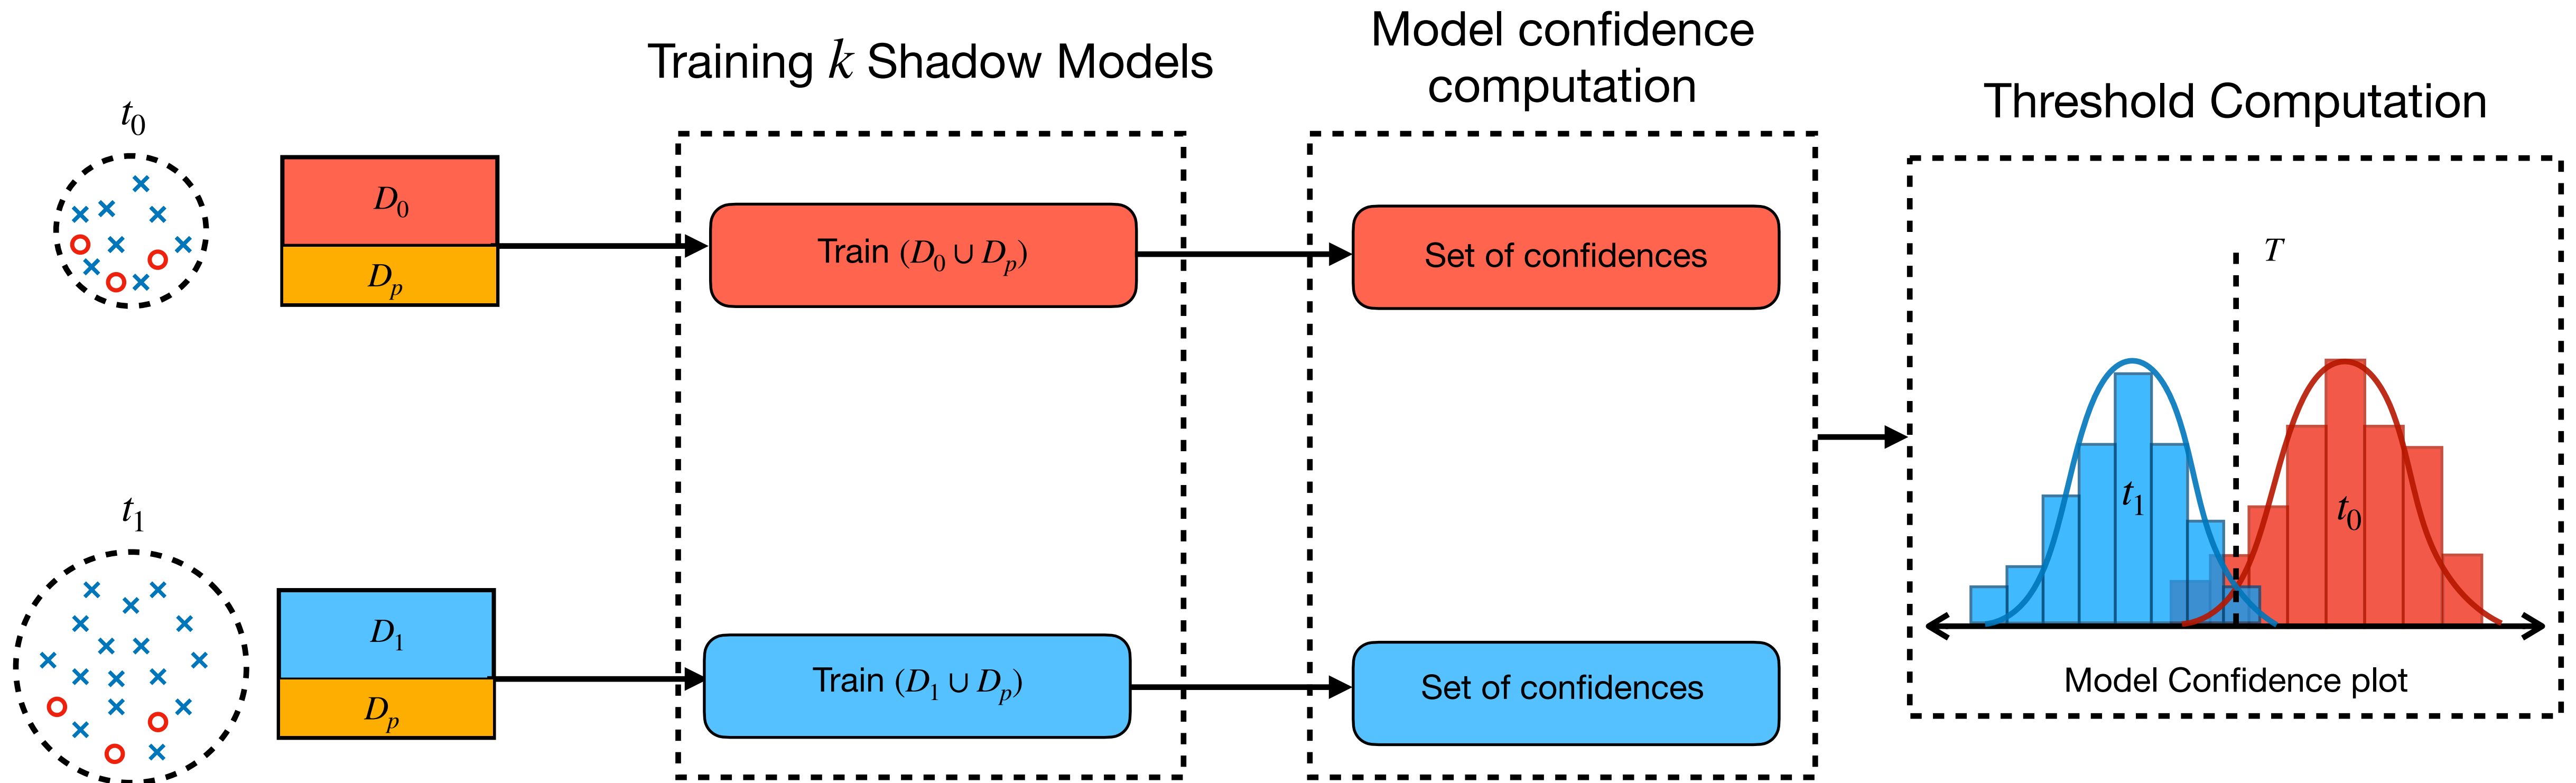 Training k Shadow Models
Model confidence
computation
Threshold Computation
t₀
D₀
Dₚ
Train (D₀ ∪ Dₚ)
Set of confidences
t₁
D₁
Dₚ
Train (D₁ ∪ Dₚ)
Set of confidences
T
t₁
t₀
Model Confidence plot